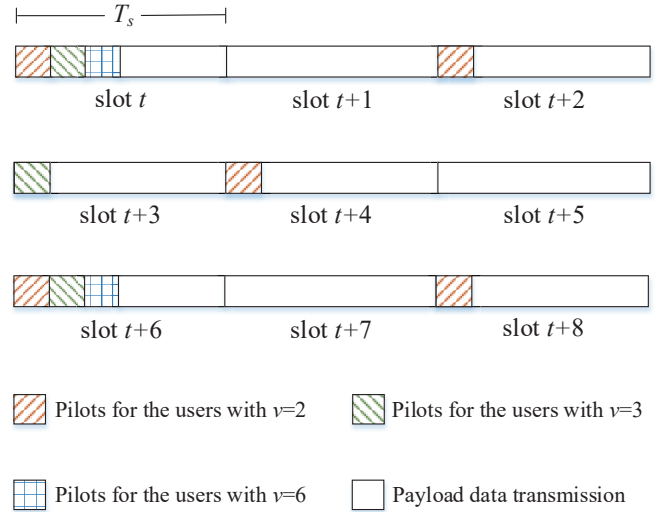 T_s
slot t slot t+1 slot t+2
slot t+3 slot t+4 slot t+5
slot t+6 slot t+7 slot t+8
Pilots for the users with v=2 Pilots for the users with v=3
Pilots for the users with v=6 Payload data transmission